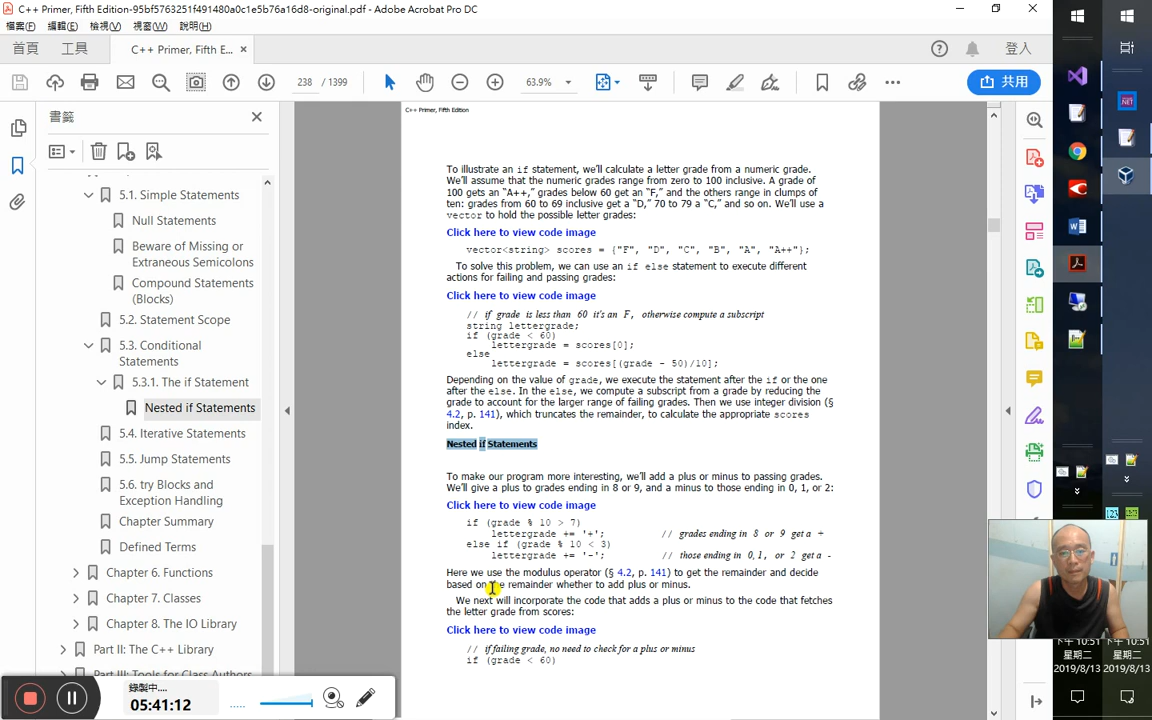 C++ Primer, Fifth Edition-95bf5763251f491480a0c1e5b76a16d8-original.pdf - Adobe Acrobat Pro DC
檔案(F) 編輯(E) 檢視(V) 視窗(W) 說明(H)
首頁 工具 C++ Primer, Fifth E... × 登入
238 / 1399 63.9% 共用
書籤
5.1. Simple Statements
Null Statements
Beware of Missing or
Extraneous Semicolons
Compound Statements
(Blocks)
5.2. Statement Scope
5.3. Conditional
Statements
5.3.1. The if Statement
Nested if Statements
5.4. Iterative Statements
5.5. Jump Statements
5.6. try Blocks and
Exception Handling
Chapter Summary
Defined Terms
Chapter 6. Functions
Chapter 7. Classes
Chapter 8. The IO Library
Part II: The C++ Library
Part III: Tools for Class Authors
C++ Primer, Fifth Edition
To illustrate an if statement, we'll calculate a letter grade from a numeric grade.
We'll assume that the numeric grades range from zero to 100 inclusive. A grade of
100 gets an "A++," grades below 60 get an "F," and the others range in clumps of
ten: grades from 60 to 69 inclusive get a "D," 70 to 79 a "C," and so on. We'll use a
vector to hold the possible letter grades:
Click here to view code image
vector<string> scores = {"F", "D", "C", "B", "A", "A++"};
To solve this problem, we can use an if else statement to execute different
actions for failing and passing grades:
Click here to view code image
// if grade is less than 60 it's an F, otherwise compute a subscript
string lettergrade;
if (grade < 60)
lettergrade = scores[0];
else
lettergrade = scores[(grade - 50)/10];
Depending on the value of grade, we execute the statement after the if or the one
after the else. In the else, we compute a subscript from a grade by reducing the
grade to account for the larger range of failing grades. Then we use integer division (§
4.2, p. 141), which truncates the remainder, to calculate the appropriate scores
index.
Nested if Statements
To make our program more interesting, we'll add a plus or minus to passing grades.
We'll give a plus to grades ending in 8 or 9, and a minus to those ending in 0, 1, or 2:
Click here to view code image
if (grade % 10 > 7)
lettergrade += '+'; // grades ending in 8 or 9 get a +
else if (grade % 10 < 3)
lettergrade += '-'; // those ending in 0, 1, or 2 get a -
Here we use the modulus operator (§ 4.2, p. 141) to get the remainder and decide
based on the remainder whether to add plus or minus.
We next will incorporate the code that adds a plus or minus to the code that fetches
the letter grade from scores:
Click here to view code image
// if failing grade, no need to check for a plus or minus
if (grade < 60)
錄製中....
05:41:12
下午 10:51 下午 10:51
星期二 星期二
2019/8/13 2019/8/13